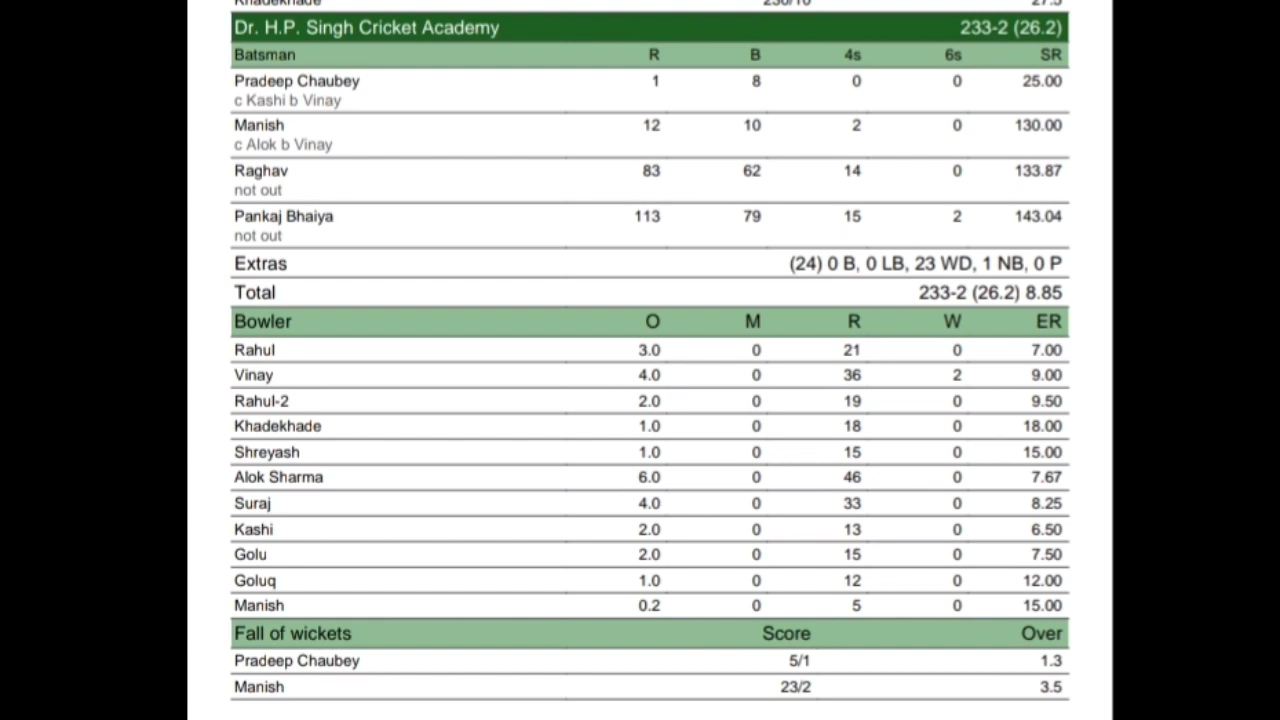 Khadekhade 230/10 27.5
Dr. H.P. Singh Cricket Academy 233-2 (26.2)
Batsman R B 4s 6s SR
Pradeep Chaubey 1 8 0 0 25.00
c Kashi b Vinay
Manish 12 10 2 0 130.00
c Alok b Vinay
Raghav 83 62 14 0 133.87
not out
Pankaj Bhaiya 113 79 15 2 143.04
not out
Extras (24) 0 B, 0 LB, 23 WD, 1 NB, 0 P
Total 233-2 (26.2) 8.85
Bowler O M R W ER
Rahul 3.0 0 21 0 7.00
Vinay 4.0 0 36 2 9.00
Rahul-2 2.0 0 19 0 9.50
Khadekhade 1.0 0 18 0 18.00
Shreyash 1.0 0 15 0 15.00
Alok Sharma 6.0 0 46 0 7.67
Suraj 4.0 0 33 0 8.25
Kashi 2.0 0 13 0 6.50
Golu 2.0 0 15 0 7.50
Goluq 1.0 0 12 0 12.00
Manish 0.2 0 5 0 15.00
Fall of wickets Score Over
Pradeep Chaubey 5/1 1.3
Manish 23/2 3.5